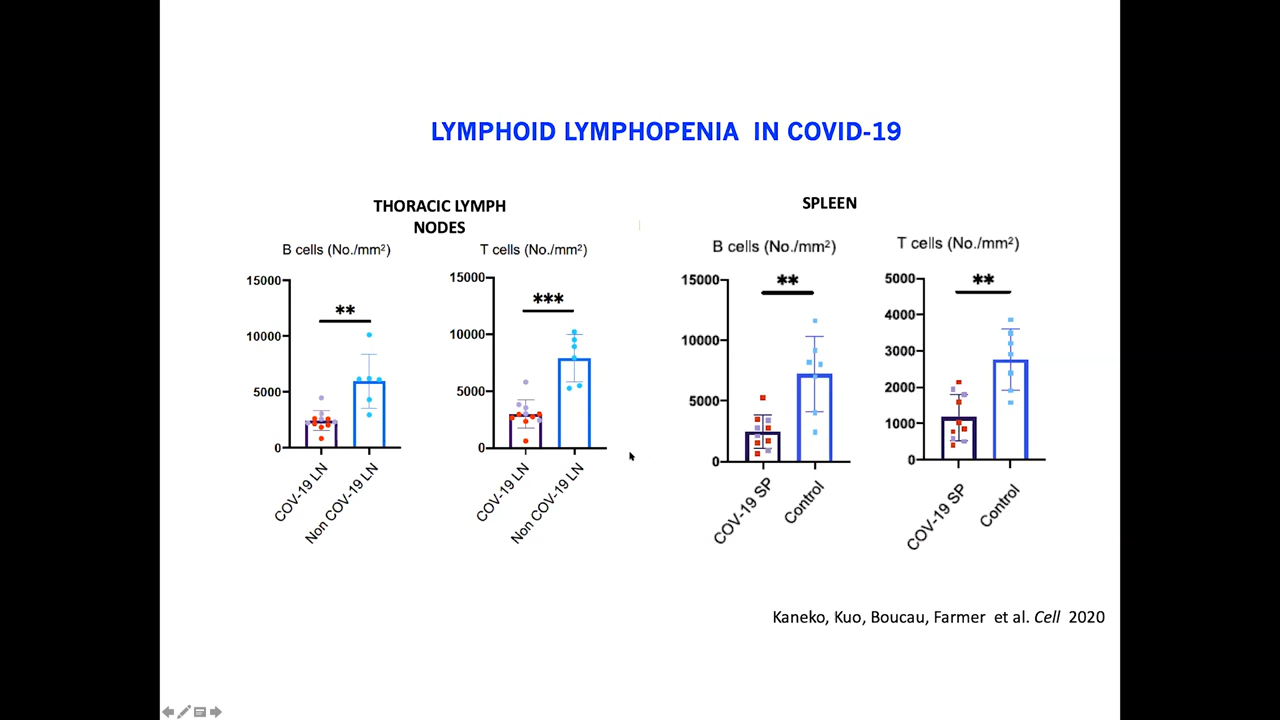 LYMPHOID LYMPHOPENIA IN COVID-19
THORACIC LYMPH
NODES
SPLEEN
B cells (No./mm²)
15000
10000
5000
0
**
COV-19 LN
Non COV-19 LN
T cells (No./mm²)
15000
10000
5000
0
***
COV-19 LN
Non COV-19 LN
B cells (No./mm²)
15000
10000
5000
0
**
COV-19 SP
Control
T cells (No./mm²)
5000
4000
3000
2000
1000
0
**
COV-19 SP
Control
Kaneko, Kuo, Boucau, Farmer et al. Cell 2020